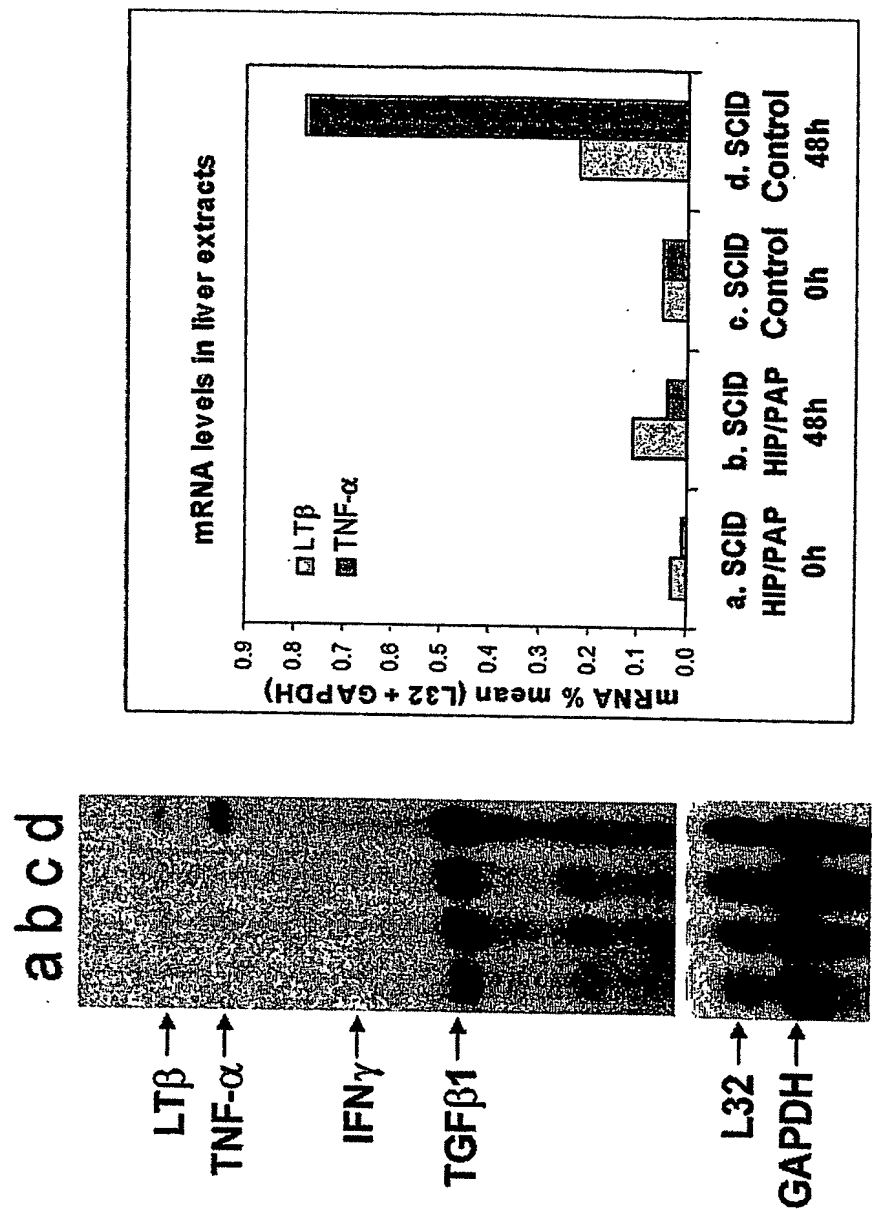 a b c d
LTβ
TNF-α
IFNγ
TGFβ1
L32
GAPDH
mRNA levels in liver extracts
LTβ
TNF-α
mRNA % mean (L32 + GAPDH)
0.9
0.8
0.7
0.6
0.5
0.4
0.3
0.2
0.1
0.0
a. SCID
HIP/PAP
0h
b. SCID
HIP/PAP
48h
c. SCID
Control
0h
d. SCID
Control
48h